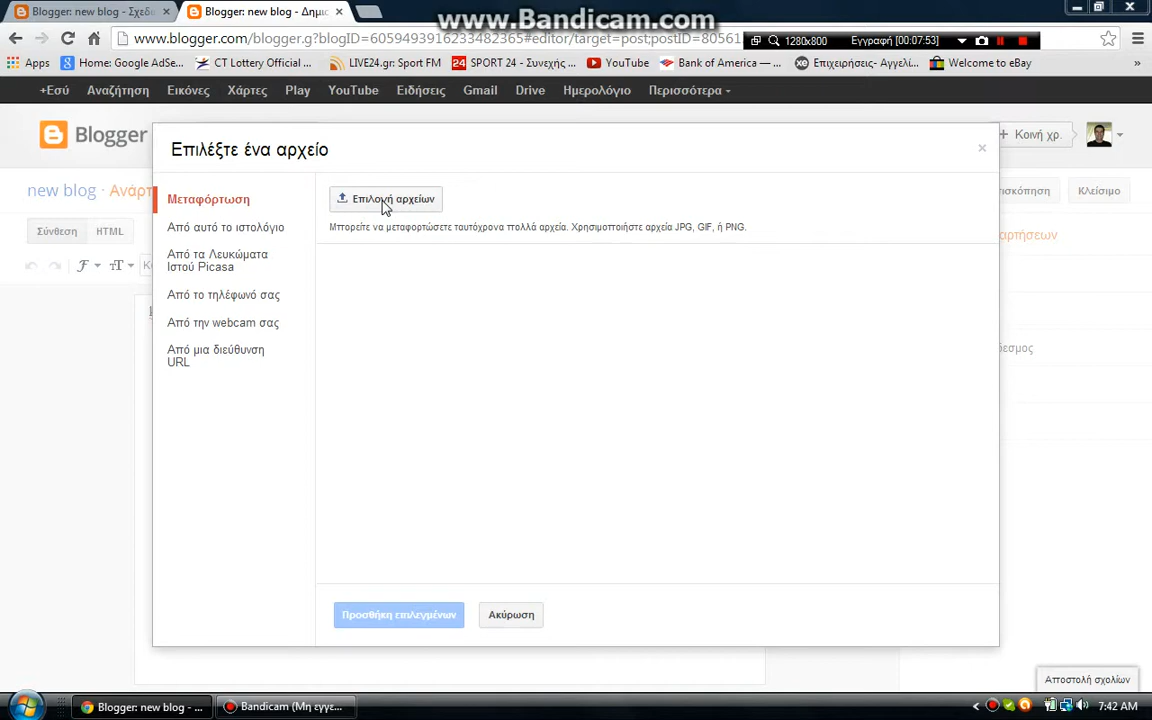 www.Bandicam.com
Blogger: new blog - Σχεδ
Blogger: new blog - Δημιο
www.blogger.com/blogger.g?blogID=6059493916233482365#editor/target=post;postID=80561
1280x800
Εγγραφή [00:07:53]
Apps
Home: Google AdSe...
CT Lottery Official ...
LIVE24.gr: Sport FM
SPORT 24 - Συνεχής ...
YouTube
Bank of America — ...
Επιχειρήσεις- Αγγελί...
Welcome to eBay
»
+Εσύ Αναζήτηση Εικόνες Χάρτες Play YouTube Ειδήσεις Gmail Drive Ημερολόγιο Περισσότερα
Blogger
+ Κοινή χρ.
Επιλέξτε ένα αρχείο
×
new blog · Ανάρτ
ισκόπηση
Κλείσιμο
Μεταφόρτωση
Επιλογή αρχείων
Από αυτό το ιστολόγιο
Μπορείτε να μεταφορτώσετε ταυτόχρονα πολλά αρχεία. Χρησιμοποιήστε αρχεία JPG, GIF, ή PNG.
Σύνθεση
HTML
αρτήσεων
Από τα Λευκώματα
Ιστού Picasa
Από το τηλέφωνό σας
Από την webcam σας
Από μια διεύθυνση
URL
δεσμος
Προσθήκη επιλεγμένων
Ακύρωση
Αποστολή σχολίων
Blogger: new blog - ...
Bandicam (Μη εγγε...
7:42 AM